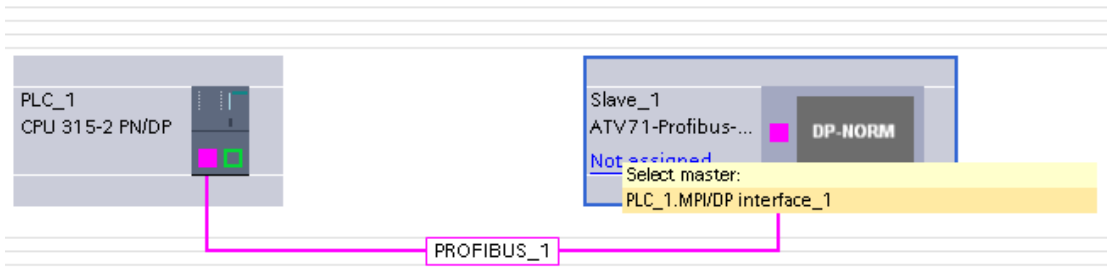 PLC_1
CPU 315-2 PN/DP
Slave_1
ATV71-Profibus-...
DP-NORM
Not assigned
Select master:
PLC_1.MPI/DP interface_1
PROFIBUS_1